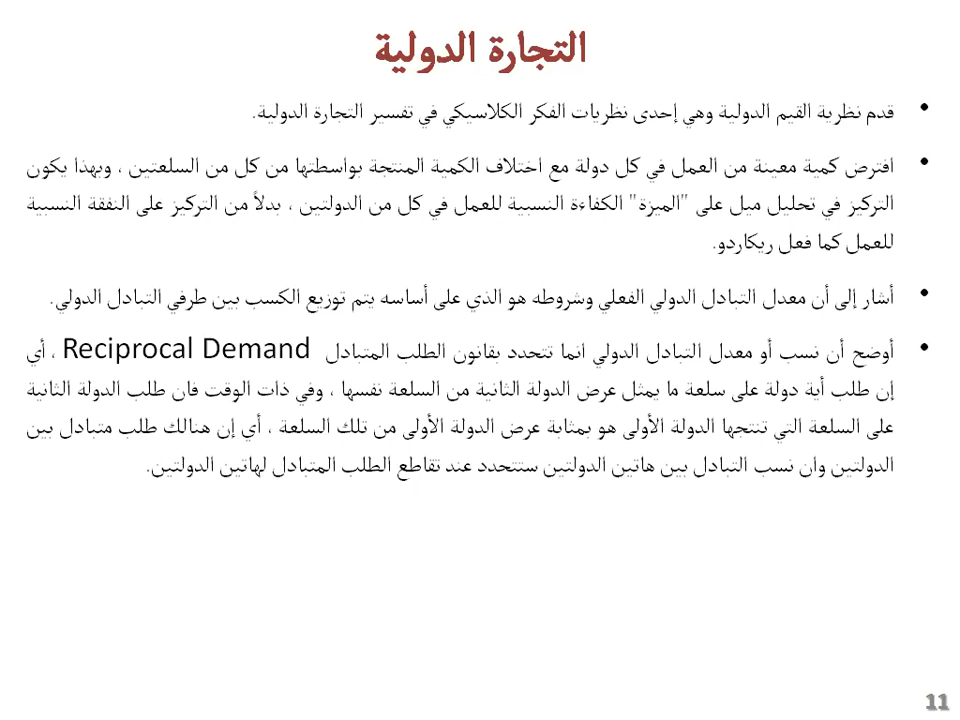 التجارة الدولية
• قدم نظرية القيم الدولية وهي إحدى نظريات الفكر الكلاسيكي في تفسير التجارة الدولية.
• افترض كمية معينة من العمل في كل دولة مع اختلاف الكمية المنتجة بواسطتها من كل من السلعتين ، وبهذا يكون
التركيز في تحليل ميل على "الميزة" الكفاءة النسبية للعمل في كل من الدولتين ، بدلاً من التركيز على النفقة النسبية
للعمل كما فعل ريكاردو.
• أشار إلى أن معدل التبادل الدولي الفعلي وشروطه هو الذي على أساسه يتم توزيع الكسب بين طرفي التبادل الدولي.
• أوضح أن نسب أو معدل التبادل الدولي انما تتحدد بقانون الطلب المتبادل Reciprocal Demand ، أي
إن طلب أية دولة على سلعة ما يمثل عرض الدولة الثانية من السلعة نفسها ، وفي ذات الوقت فان طلب الدولة الثانية
على السلعة التي تنتجها الدولة الأولى هو بمثابة عرض الدولة الأولى من تلك السلعة ، أي إن هنالك طلب متبادل بين
الدولتين وان نسب التبادل بين هاتين الدولتين ستتحدد عند تقاطع الطلب المتبادل لهاتين الدولتين.
11